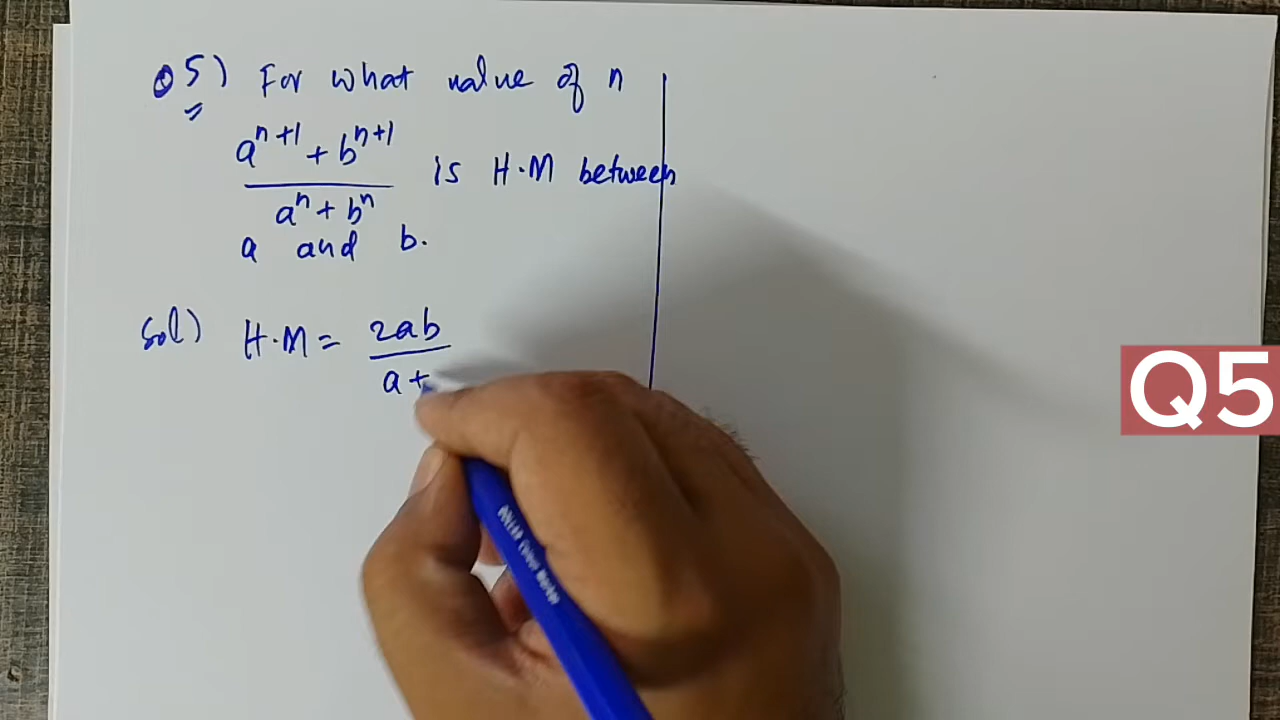 Q5) For what value of n
a^{n+1} + b^{n+1}
is H.M between
a^n + b^n
a and b.
Sol) H.M = 2ab
a +
Q5